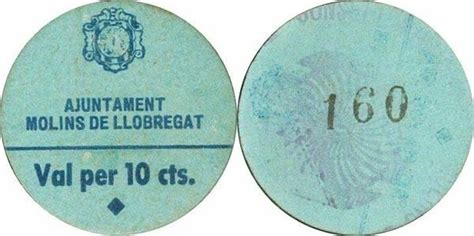 AJUNTAMENT
MOLINS DE LLOBREGAT
Val per 10 cts.
160